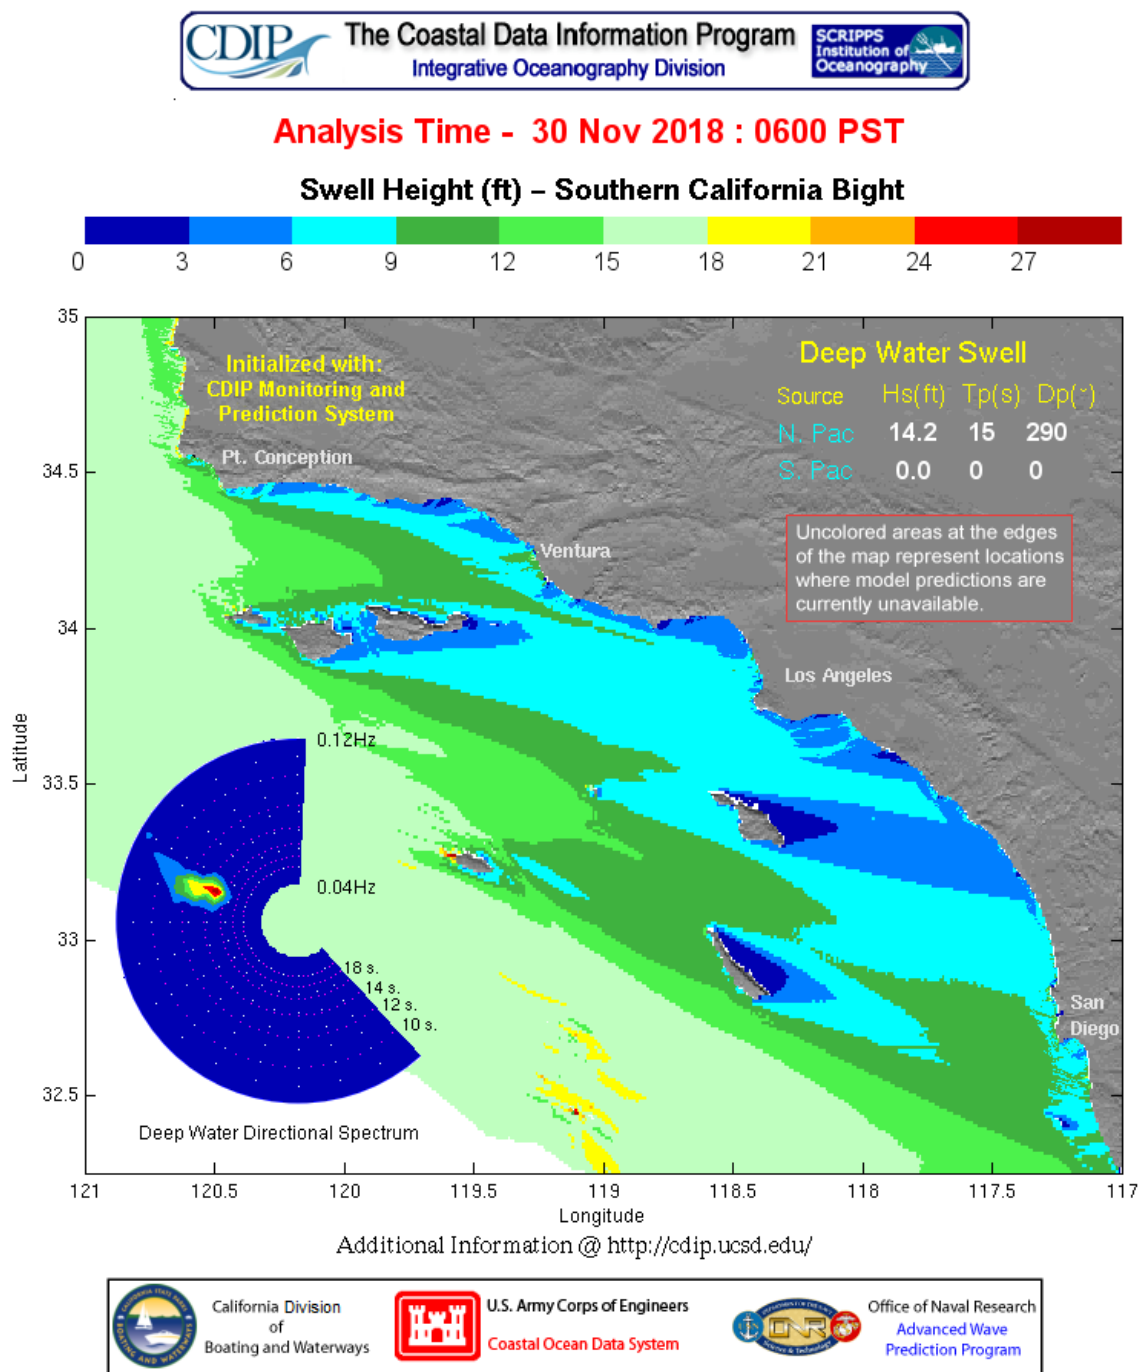 CDIP
The Coastal Data Information Program
Integrative Oceanography Division
SCRIPPS
Institution of
Oceanography
Analysis Time - 30 Nov 2018 : 0600 PST
Swell Height (ft) – Southern California Bight
0 3 6 9 12 15 18 21 24 27
35
34.5
34
33.5
33
32.5
Latitude
Initialized with:
CDIP Monitoring and
Prediction System
Pt. Conception
Ventura
Los Angeles
San
Diego
Deep Water Swell
Source Hs(ft) Tp(s) Dp(˘)
N. Pac 14.2 15 290
S. Pac 0.0 0 0
Uncolored areas at the edges
of the map represent locations
where model predictions are
currently unavailable.
0.12Hz
0.04Hz
18 s.
14 s.
12 s.
10 s.
Deep Water Directional Spectrum
121 120.5 120 119.5 119 118.5 118 117.5 117
Longitude
Additional Information @ http://cdip.ucsd.edu/
California Division
of
Boating and Waterways
U.S. Army Corps of Engineers
Coastal Ocean Data System
ONR
Office of Naval Research
Advanced Wave
Prediction Program